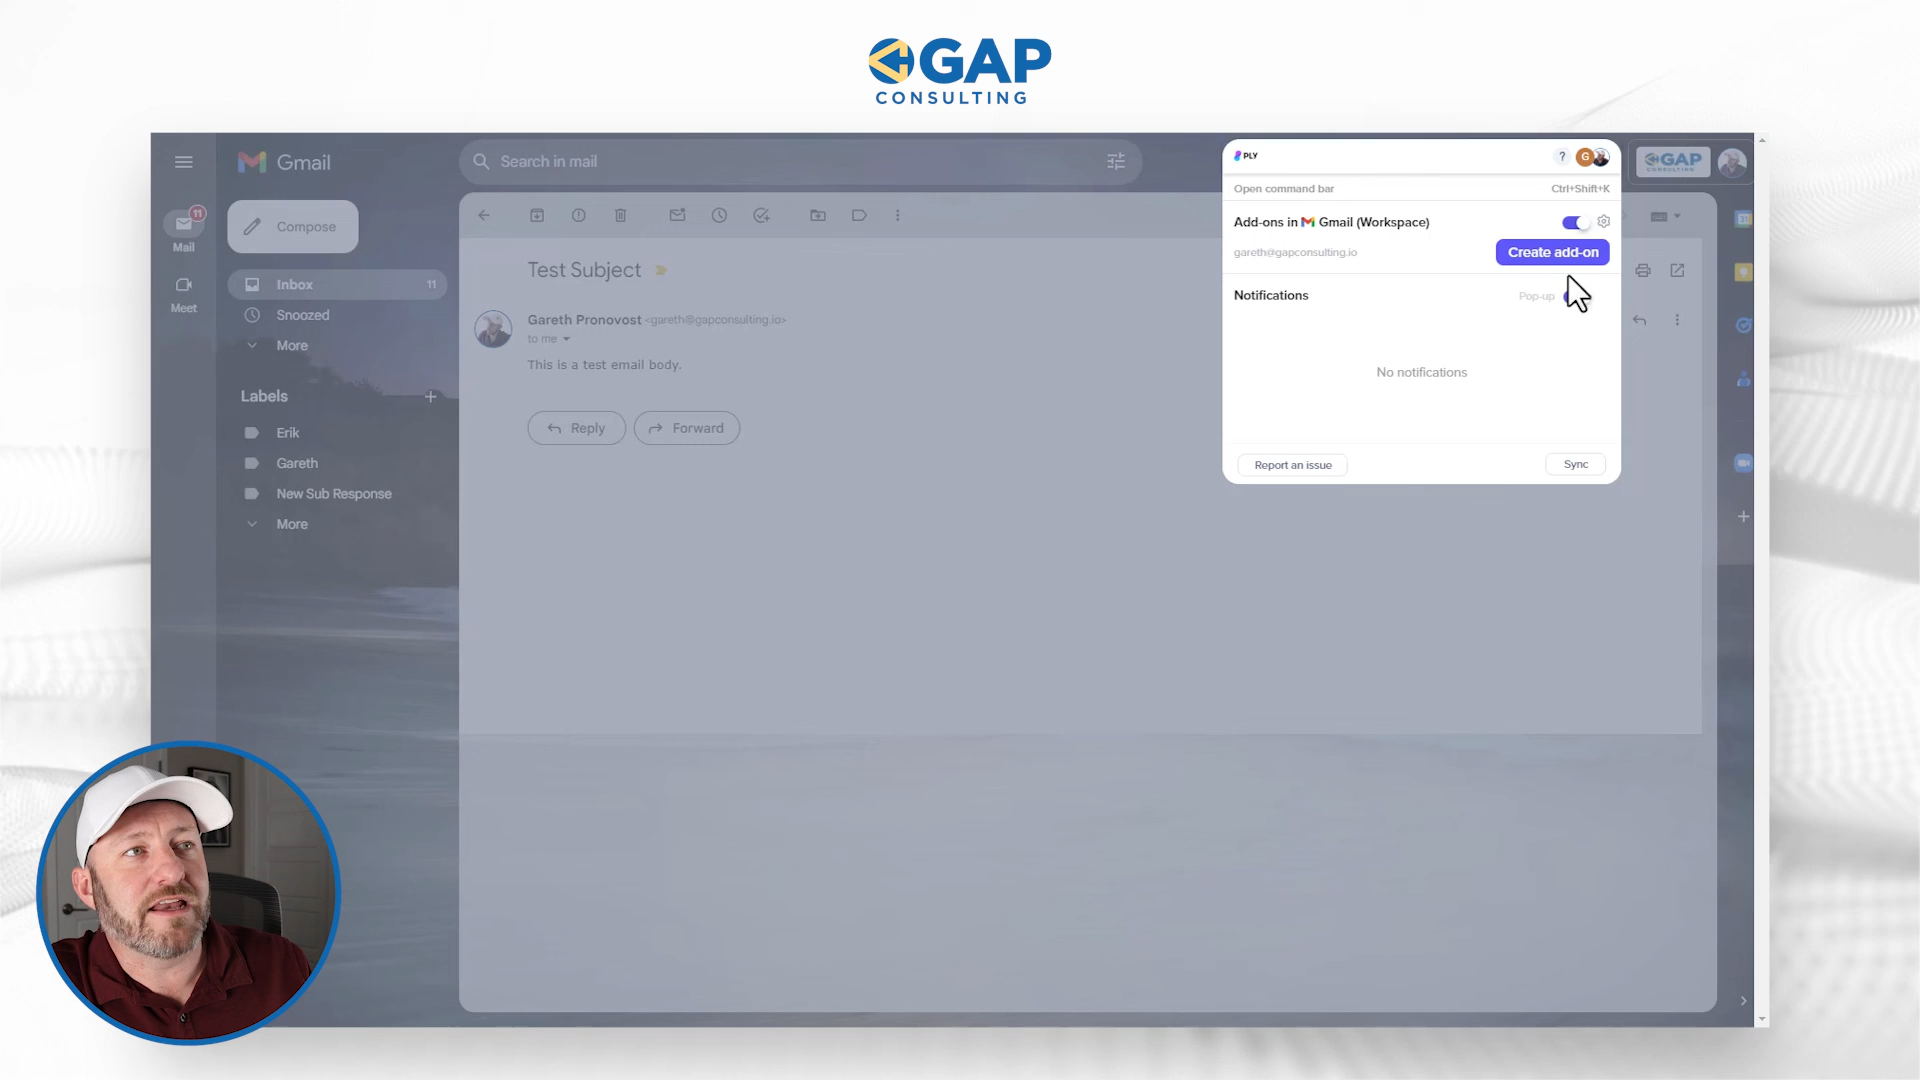 GAP
CONSULTING
Gmail
Search in mail
PLY
?
G
GAP
CONSULTING
Open command bar
Ctrl+Shift+K
11
Mail
Compose
Add-ons in Gmail (Workspace)
gareth@gapconsulting.io
Create add-on
Meet
Inbox
11
Test Subject
Notifications
Pop-up
Snoozed
Gareth Pronovost <gareth@gapconsulting.io>
to me
More
This is a test email body.
No notifications
Labels
Reply
Forward
Erik
Gareth
Report an issue
Sync
New Sub Response
More